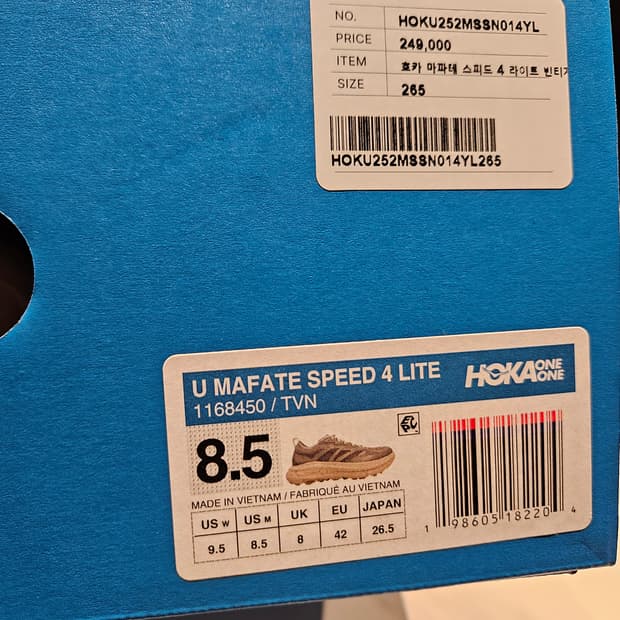 NO. HOKU252MSSN014YL
PRICE 249,000
ITEM 호카 마파테 스피드 4 라이트 빈티
SIZE 265
HOKU252MSSN014YL265
U MAFATE SPEED 4 LITE
HOKA ONE ONE
1168450 / TVN
8.5
MADE IN VIETNAM / FABRIQUÉ AU VIETNAM
US W US M UK EU JAPAN
9.5 8.5 8 42 26.5
1 98605 18220 4